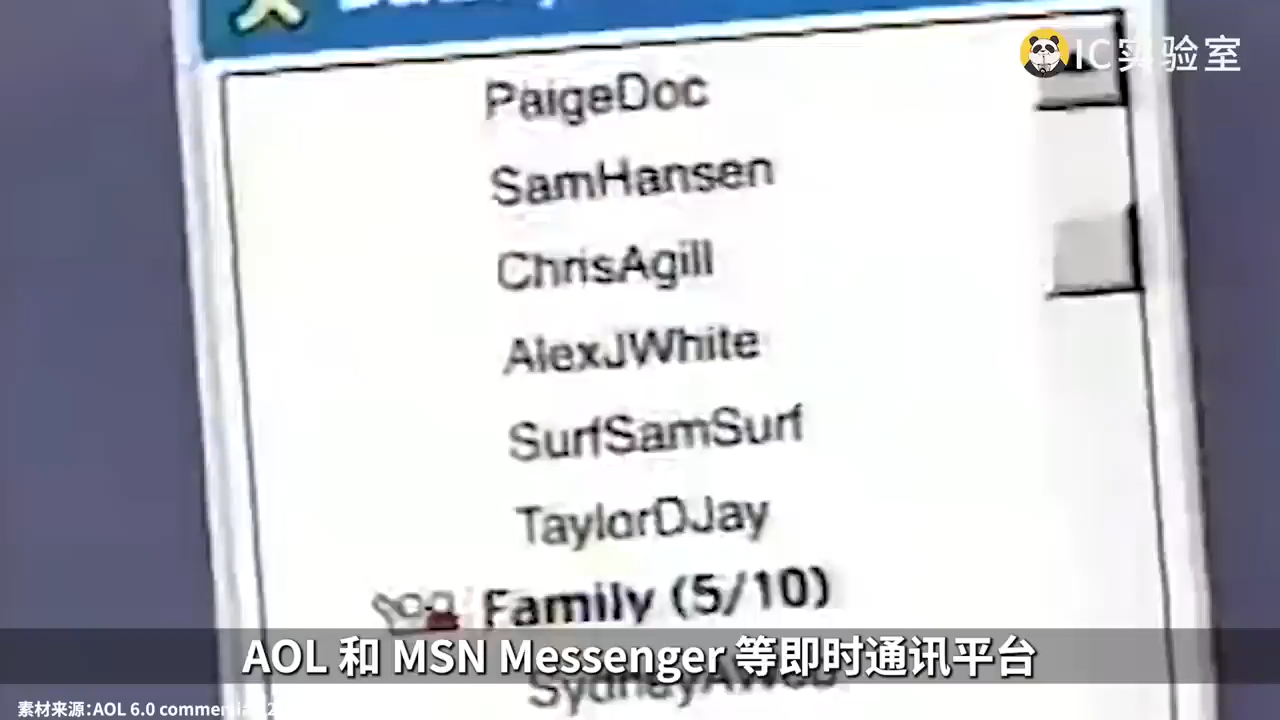 IC实验室
PaigeDoc
SamHansen
ChrisAgill
AlexJWhite
SurfSamSurf
TaylorDJay
Family (5/10)
AOL 和 MSN Messenger 等即时通讯平台
素材来源:AOL 6.0